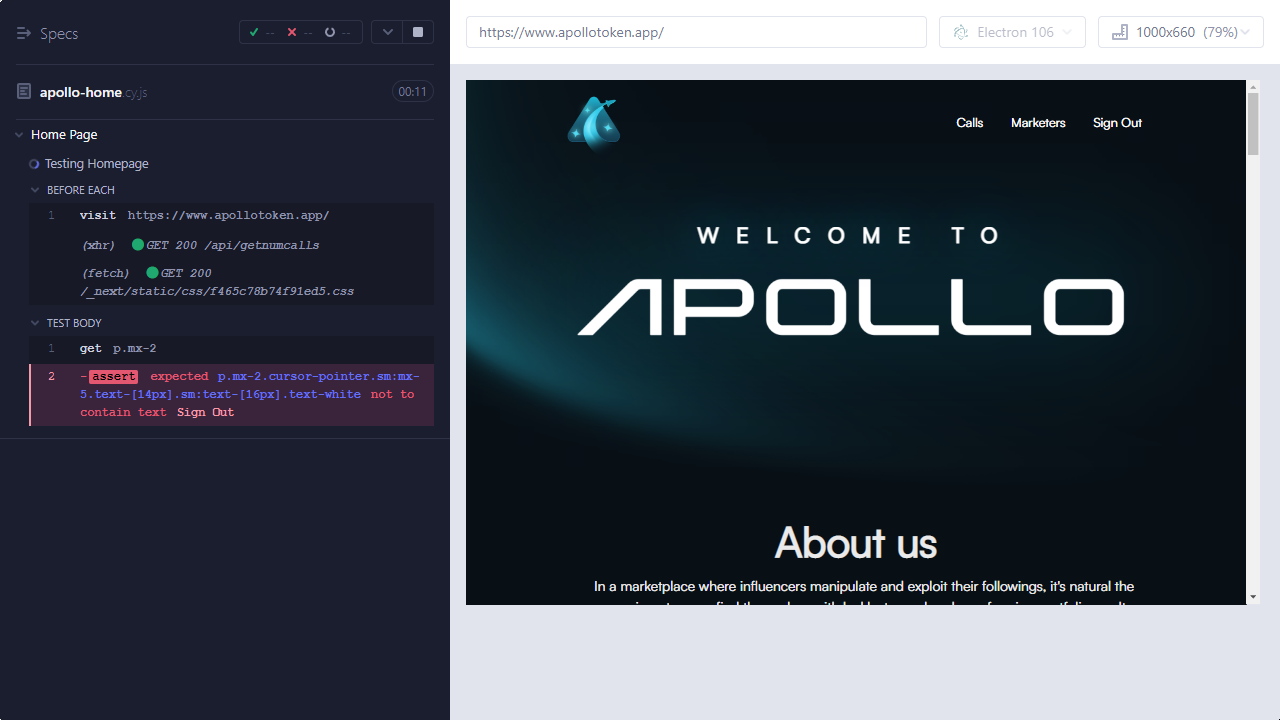 Specs
-- -- --
apollo-home.cy.js
00:11
Home Page
Testing Homepage
BEFORE EACH
1 visit https://www.apollotoken.app/
(xhr) GET 200 /api/getnumcalls
(fetch) GET 200
/_next/static/css/f465c78b74f91ed5.css
TEST BODY
1 get p.mx-2
2 -assert expected p.mx-2.cursor-pointer.sm:mx-
5.text-[14px].sm:text-[16px].text-white not to
contain text Sign Out
https://www.apollotoken.app/
Electron 106
1000x660 (79%)
Calls Marketers Sign Out
WELCOME TO
APOLLO
About us
In a marketplace where influencers manipulate and exploit their followings, it's natural the